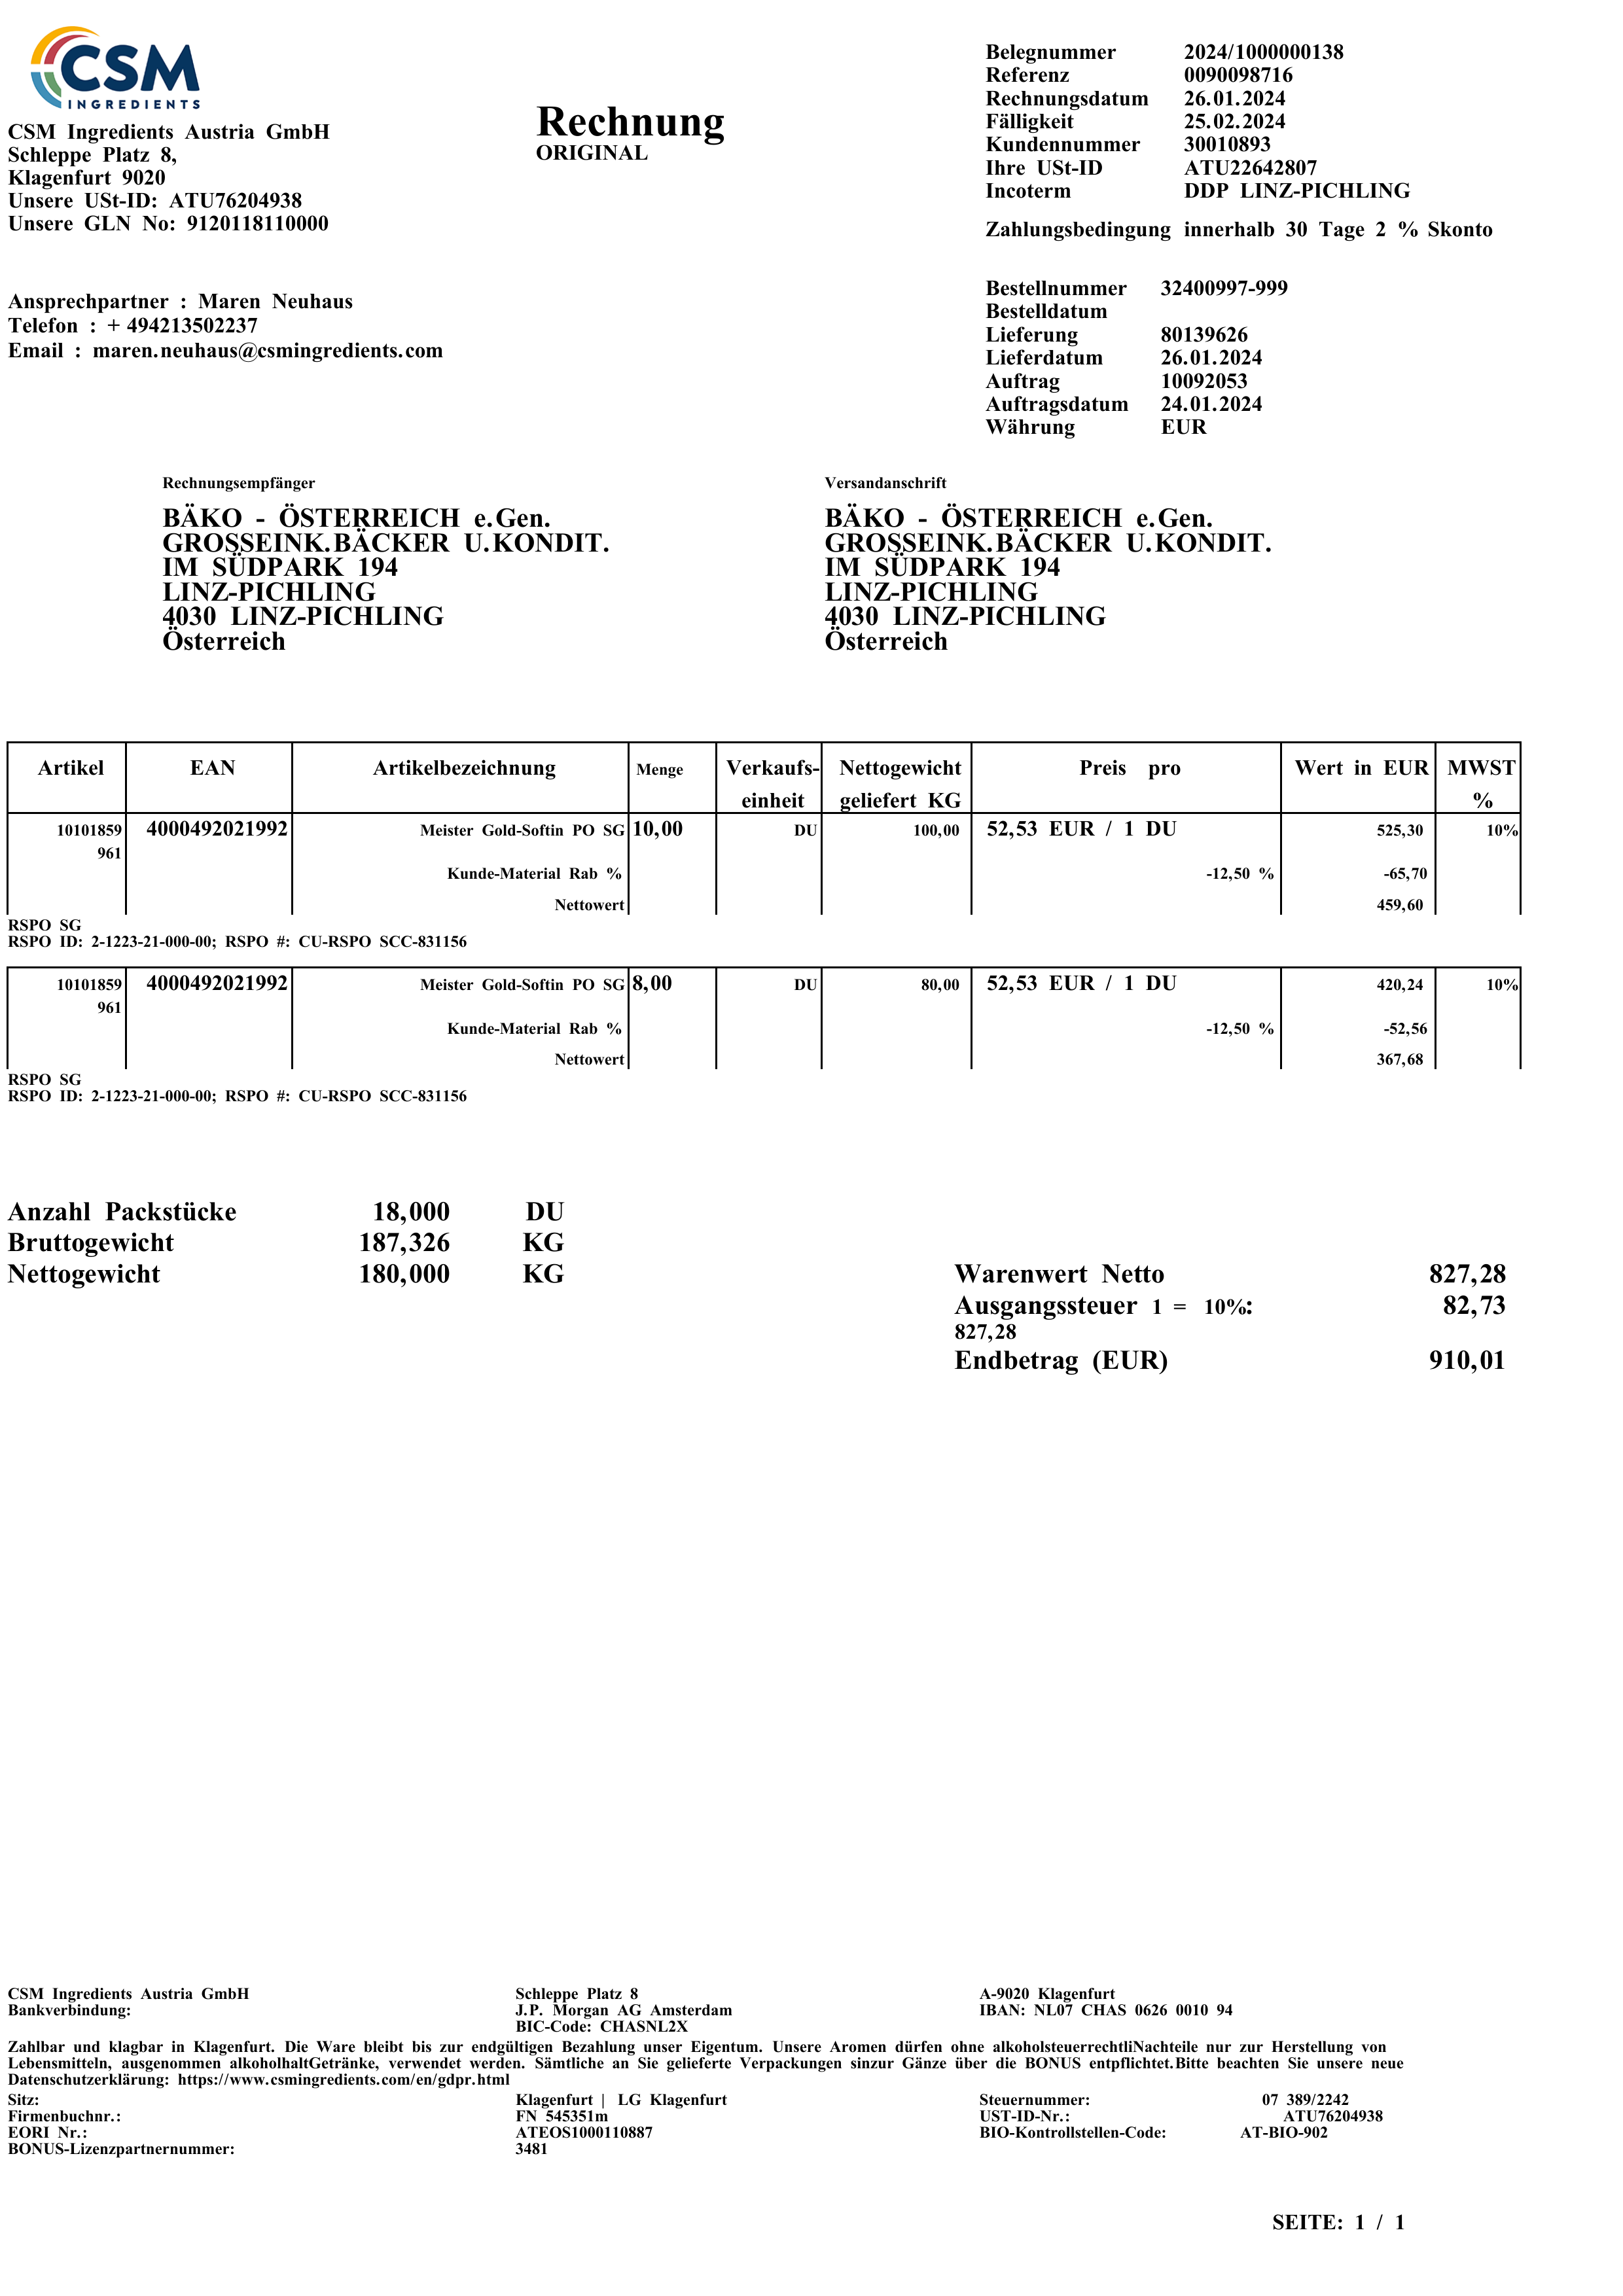 CSM
INGREDIENTS
CSM Ingredients Austria GmbH
Schleppe Platz 8,
Klagenfurt 9020
Unsere USt-ID: ATU76204938
Unsere GLN No: 9120118110000
Rechnung
ORIGINAL
Belegnummer 2024/1000000138
Referenz 0090098716
Rechnungsdatum 26.01.2024
Fälligkeit 25.02.2024
Kundennummer 30010893
Ihre USt-ID ATU22642807
Incoterm DDP LINZ-PICHLING
Zahlungsbedingung innerhalb 30 Tage 2 % Skonto
Ansprechpartner : Maren Neuhaus
Telefon : + 494213502237
Email : maren.neuhaus@csmingredients.com
Bestellnummer 32400997-999
Bestelldatum
Lieferung 80139626
Lieferdatum 26.01.2024
Auftrag 10092053
Auftragsdatum 24.01.2024
Währung EUR
Rechnungsempfänger
BÄKO - ÖSTERREICH e.Gen.
GROSSEINK.BÄCKER U.KONDIT.
IM SÜDPARK 194
LINZ-PICHLING
4030 LINZ-PICHLING
Österreich
Versandanschrift
BÄKO - ÖSTERREICH e.Gen.
GROSSEINK.BÄCKER U.KONDIT.
IM SÜDPARK 194
LINZ-PICHLING
4030 LINZ-PICHLING
Österreich
Artikel EAN Artikelbezeichnung Menge Verkaufs- Nettogewicht Preis pro Wert in EUR MWST
einheit geliefert KG %
10101859 4000492021992 Meister Gold-Softin PO SG 10,00 DU 100,00 52,53 EUR / 1 DU 525,30 10%
961
Kunde-Material Rab % -12,50 % -65,70
Nettowert 459,60
RSPO SG
RSPO ID: 2-1223-21-000-00; RSPO #: CU-RSPO SCC-831156
10101859 4000492021992 Meister Gold-Softin PO SG 8,00 DU 80,00 52,53 EUR / 1 DU 420,24 10%
961
Kunde-Material Rab % -12,50 % -52,56
Nettowert 367,68
RSPO SG
RSPO ID: 2-1223-21-000-00; RSPO #: CU-RSPO SCC-831156
Anzahl Packstücke 18,000 DU
Bruttogewicht 187,326 KG
Nettogewicht 180,000 KG
Warenwert Netto 827,28
Ausgangssteuer 1 = 10%: 82,73
827,28
Endbetrag (EUR) 910,01
CSM Ingredients Austria GmbH Schleppe Platz 8 A-9020 Klagenfurt
Bankverbindung: J.P. Morgan AG Amsterdam IBAN: NL07 CHAS 0626 0010 94
BIC-Code: CHASNL2X
Zahlbar und klagbar in Klagenfurt. Die Ware bleibt bis zur endgültigen Bezahlung unser Eigentum. Unsere Aromen dürfen ohne alkoholsteuerrechtliNachteile nur zur Herstellung von
Lebensmitteln, ausgenommen alkoholhaltGetränke, verwendet werden. Sämtliche an Sie gelieferte Verpackungen sinzur Gänze über die BONUS entpflichtet.Bitte beachten Sie unsere neue
Datenschutzerklärung: https://www.csmingredients.com/en/gdpr.html
Sitz: Klagenfurt | LG Klagenfurt Steuernummer: 07 389/2242
Firmenbuchnr.: FN 545351m UST-ID-Nr.: ATU76204938
EORI Nr.: ATEOS1000110887 BIO-Kontrollstellen-Code: AT-BIO-902
BONUS-Lizenzpartnernummer: 3481
SEITE: 1 / 1